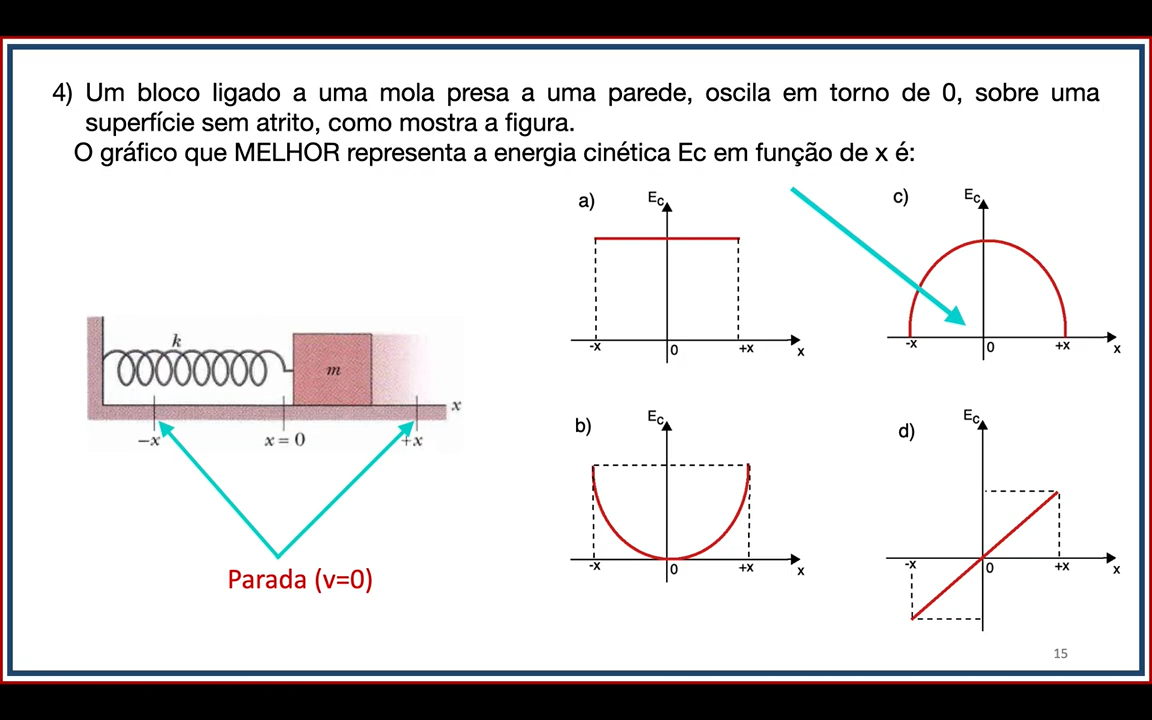 4) Um bloco ligado a uma mola presa a uma parede, oscila em torno de 0, sobre uma
superfície sem atrito, como mostra a figura.
O gráfico que MELHOR representa a energia cinética Ec em função de x é:
a)
Ec
-x
0
+x
x
c)
Ec
-x
0
+x
x
k
m
x
−x
x = 0
+x
Parada (v=0)
b)
Ec
-x
0
+x
x
d)
Ec
-x
0
+x
x
15